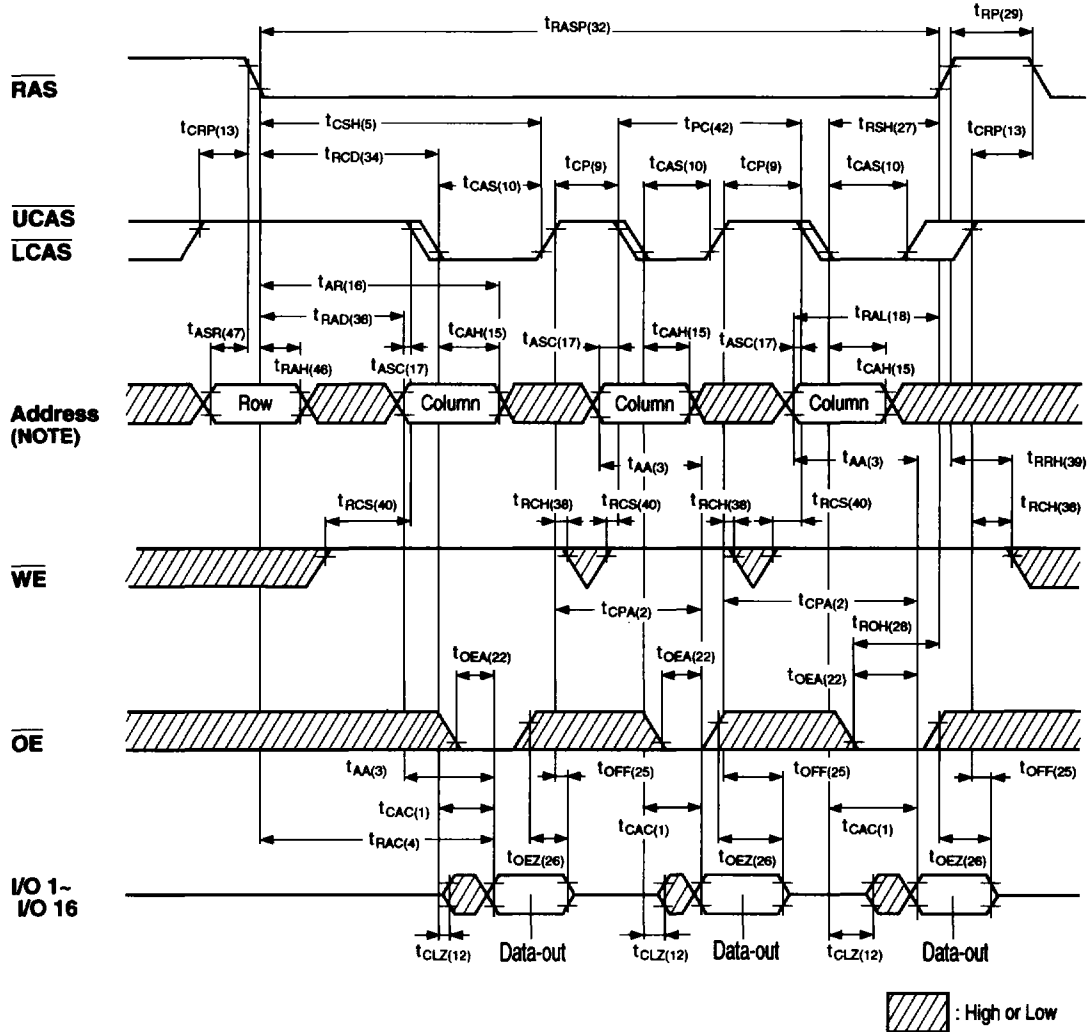 tRASP(32) tRP(29)
RAS
tCRP(13) tCSH(5) tPC(42) tRSH(27) tCRP(13)
tRCD(34)
tCAS(10) tCP(9) tCAS(10) tCP(9) tCAS(10)
UCAS
LCAS
tAR(16)
tRAD(36) tRAL(18)
tASR(47) tCAH(15) tASC(17) tCAH(15) tASC(17)
tRAH(46) tASC(17) tCAH(15)
Address
(NOTE)
Row Column Column Column
tAA(3) tAA(3) tRRH(39)
tRCS(40) tRCH(38) tRCS(40) tRCH(38) tRCS(40) tRCH(38)
WE
tCPA(2) tCPA(2)
tROH(28)
tOEA(22) tOEA(22) tOEA(22)
OE
tAA(3) tOFF(25) tOFF(25) tOFF(25)
tCAC(1) tCAC(1) tCAC(1)
tRAC(4)
tOEZ(26) tOEZ(26) tOEZ(26)
I/O 1~
I/O 16
tCLZ(12) Data-out tCLZ(12) Data-out tCLZ(12) Data-out
: High or Low